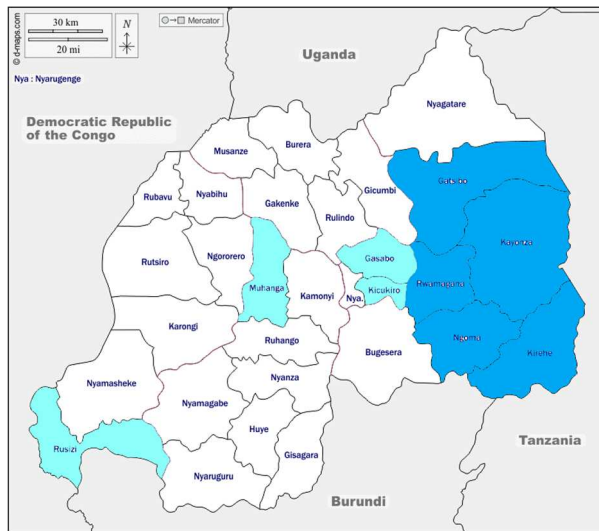 30 km
20 mi
N
Mercator
© d-maps.com
Nya : Nyarugenge
Uganda
Democratic Republic
of the Congo
Nyagatare
Musanze
Burera
Gatsibo
Rubavu
Nyabihu
Gakenke
Rulindo
Gicumbi
Kayonza
Rutsiro
Ngororero
Gasabo
Muhanga
Kamonyi
Nya.
Kicukiro
Rwamagana
Karongi
Ruhango
Bugesera
Ngoma
Kirehe
Nyamasheke
Nyamagabe
Nyanza
Huye
Gisagara
Rusizi
Nyaruguru
Tanzania
Burundi